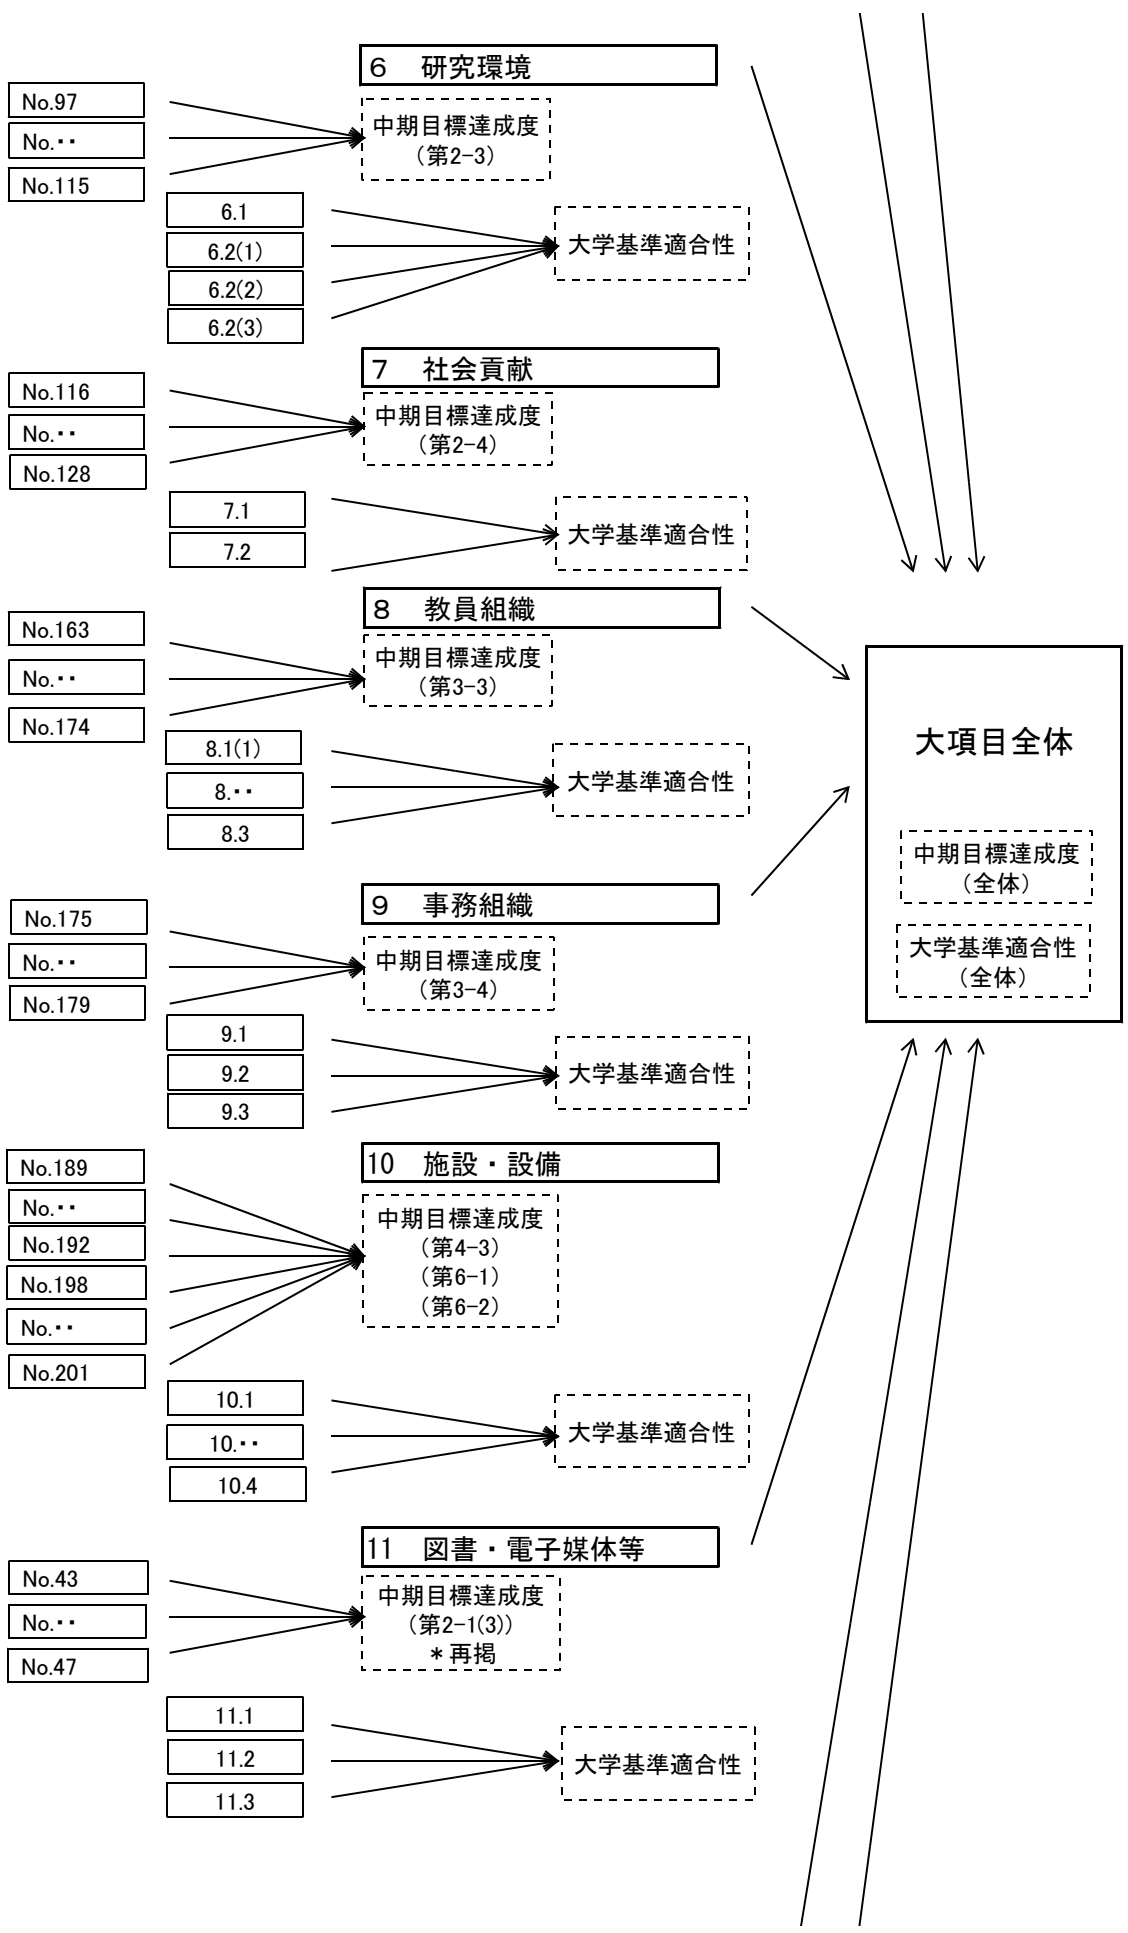 ６　研究環境
No.97
No.・・
No.115
中期目標達成度
（第2-3）
6.1
6.2(1)
6.2(2)
6.2(3)
大学基準適合性
７　社会貢献
No.116
No.・・
No.128
中期目標達成度
（第2-4）
7.1
7.2
大学基準適合性
８　教員組織
No.163
No.・・
No.174
中期目標達成度
（第3-3）
8.1(1)
8.・・
8.3
大学基準適合性
大項目全体
中期目標達成度
（全体）
大学基準適合性
（全体）
９　事務組織
No.175
No.・・
No.179
中期目標達成度
（第3-4）
9.1
9.2
9.3
大学基準適合性
10　施設・設備
No.189
No.・・
No.192
No.198
No.・・
No.201
中期目標達成度
（第4-3）
（第6-1）
（第6-2）
10.1
10.・・
10.4
大学基準適合性
11　図書・電子媒体等
No.43
No.・・
No.47
中期目標達成度
（第2-1(3)）
＊再掲
11.1
11.2
11.3
大学基準適合性